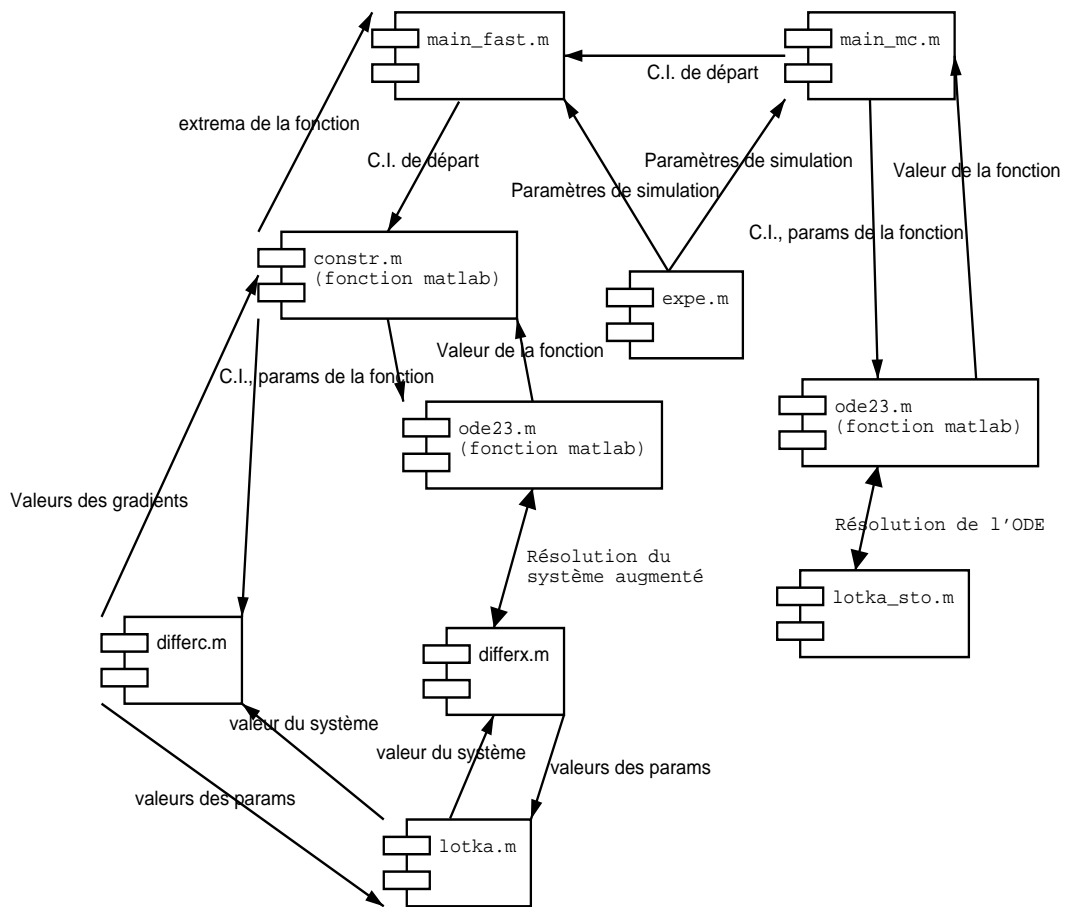 main_fast.m
main_mc.m
C.I. de départ
extrema de la fonction
C.I. de départ
Paramètres de simulation
Valeur de la fonction
Paramètres de simulation
C.I., params de la fonction
constr.m
(fonction matlab)
expe.m
Valeur de la fonction
C.I., params de la fonction
ode23.m
(fonction matlab)
ode23.m
(fonction matlab)
Valeurs des gradients
Résolution de l'ODE
Résolution du
système augmenté
lotka_sto.m
differc.m
differx.m
valeur du système
valeur du système
valeurs des params
valeurs des params
lotka.m